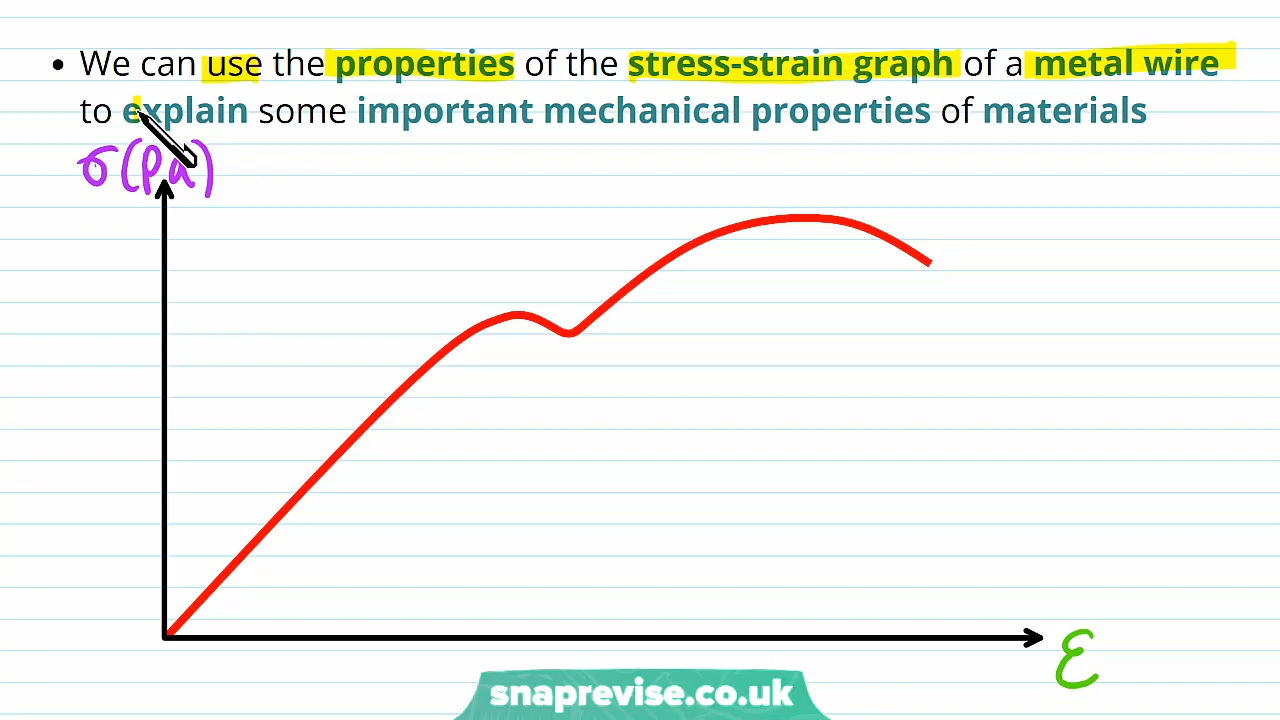 • We can use the properties of the stress-strain graph of a metal wire
to explain some important mechanical properties of materials
σ(Pa)
ε
snaprevise.co.uk